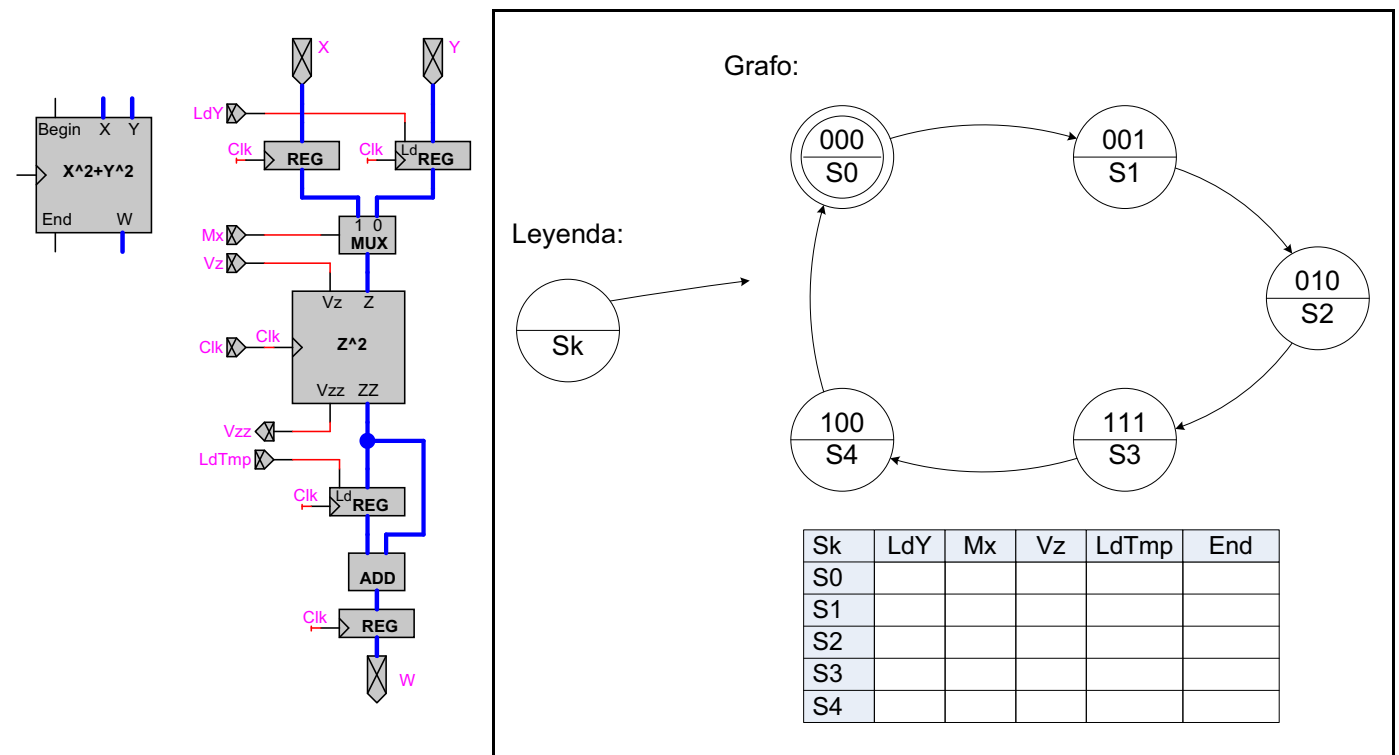 Begin X Y
X^2+Y^2
End W
X Y
LdY
Clk REG Clk Ld REG
1 0
MUX
Mx
Vz
Vz Z
Clk Clk Z^2
Vzz ZZ
Vzz
LdTmp
Clk Ld REG
ADD
Clk REG
W
Grafo:
Leyenda:
Sk
000
S0
001
S1
010
S2
111
S3
100
S4
Sk LdY Mx Vz LdTmp End
S0
S1
S2
S3
S4